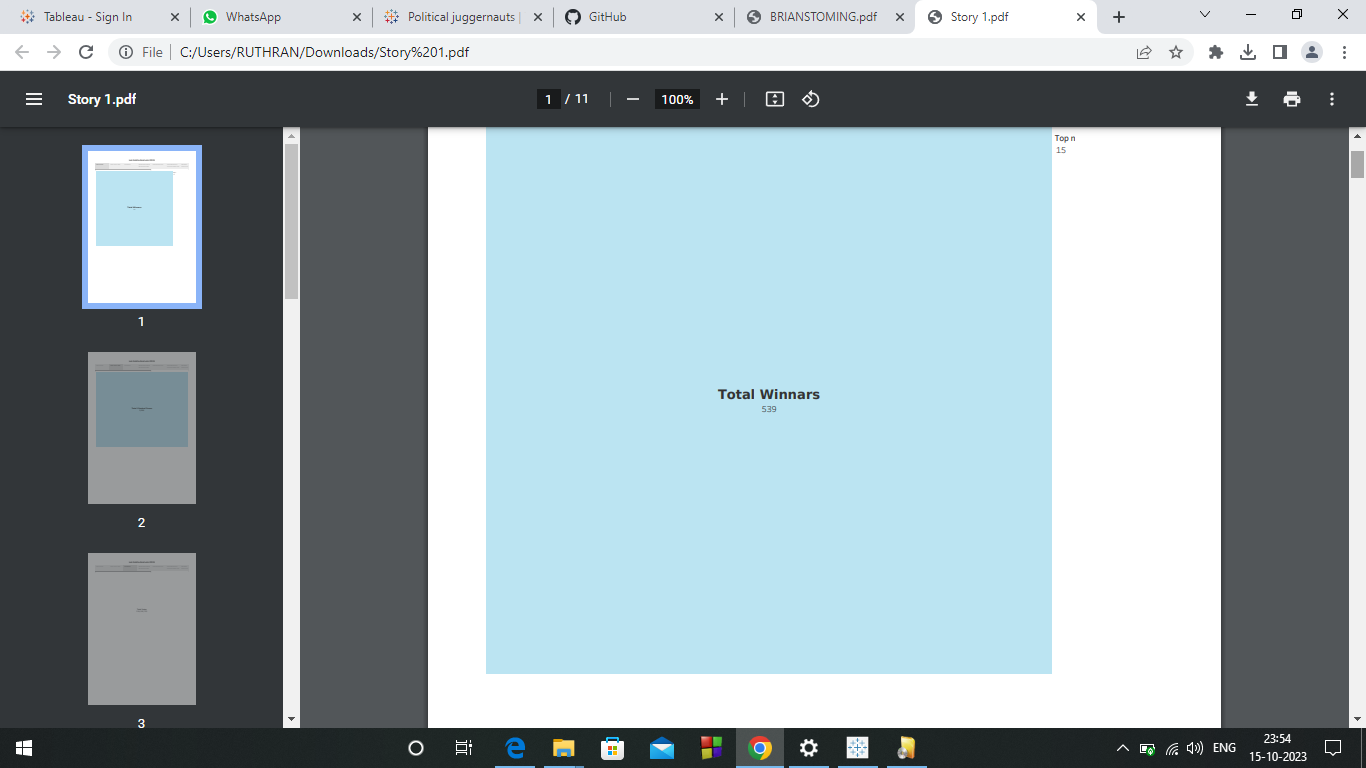 Tableau - Sign In
WhatsApp
Political juggernauts |
GitHub
BRIANSTOMING.pdf
Story 1.pdf
File
C:/Users/RUTHRAN/Downloads/Story%201.pdf
Story 1.pdf
1 / 11
100%
Top n
15
Total Winnars
539
1
2
3
ENG
23:54
15-10-2023